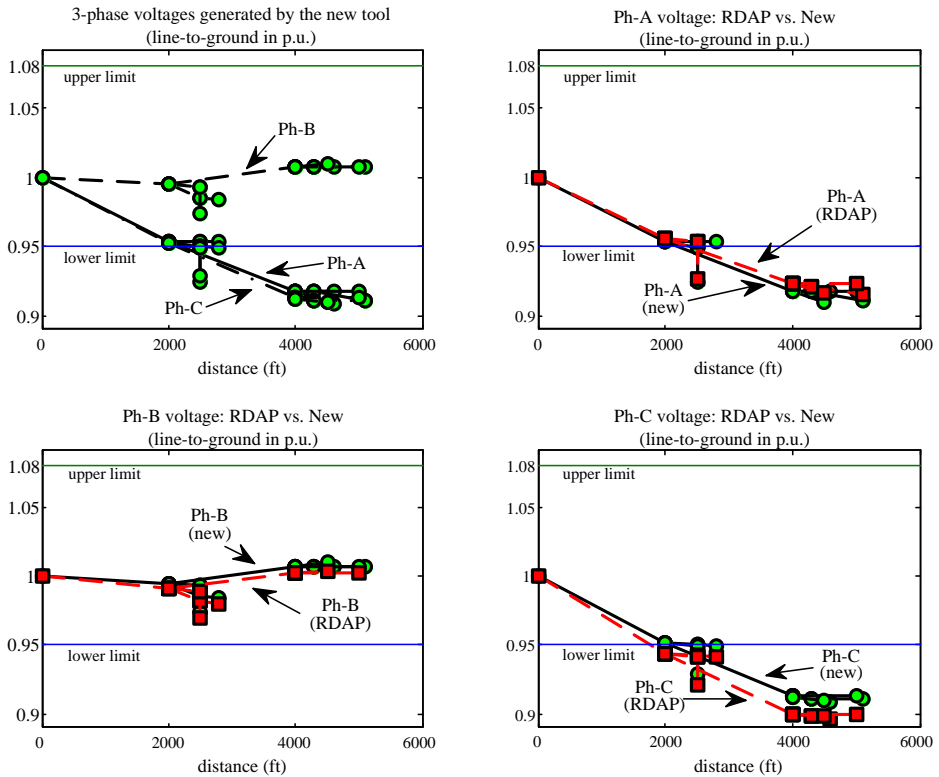 3-phase voltages generated by the new tool
(line-to-ground in p.u.)
1.08
upper limit
1.05
Ph-B
1
0.95
lower limit
Ph-A
Ph-C
0.9
0
2000
4000
6000
distance (ft)
Ph-A voltage: RDAP vs. New
(line-to-ground in p.u.)
1.08
upper limit
1.05
1
Ph-A
(RDAP)
0.95
lower limit
Ph-A
(new)
0.9
0
2000
4000
6000
distance (ft)
Ph-B voltage: RDAP vs. New
(line-to-ground in p.u.)
1.08
upper limit
1.05
Ph-B
(new)
1
Ph-B
(RDAP)
0.95
lower limit
0.9
0
2000
4000
6000
distance (ft)
Ph-C voltage: RDAP vs. New
(line-to-ground in p.u.)
1.08
upper limit
1.05
1
0.95
lower limit
Ph-C
(new)
Ph-C
(RDAP)
0.9
0
2000
4000
6000
distance (ft)